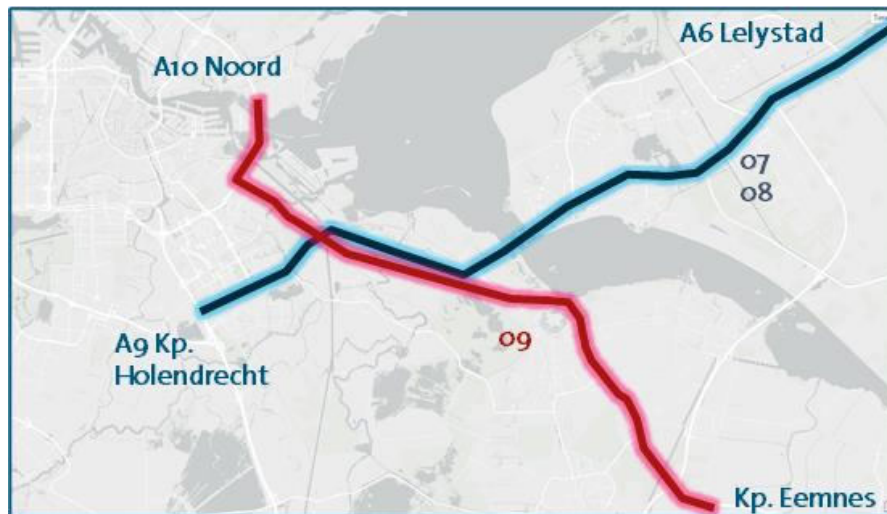 A6 Lelystad
A10 Noord
07
08
09
A9 Kp.
Holendrecht
Kp. Eemnes